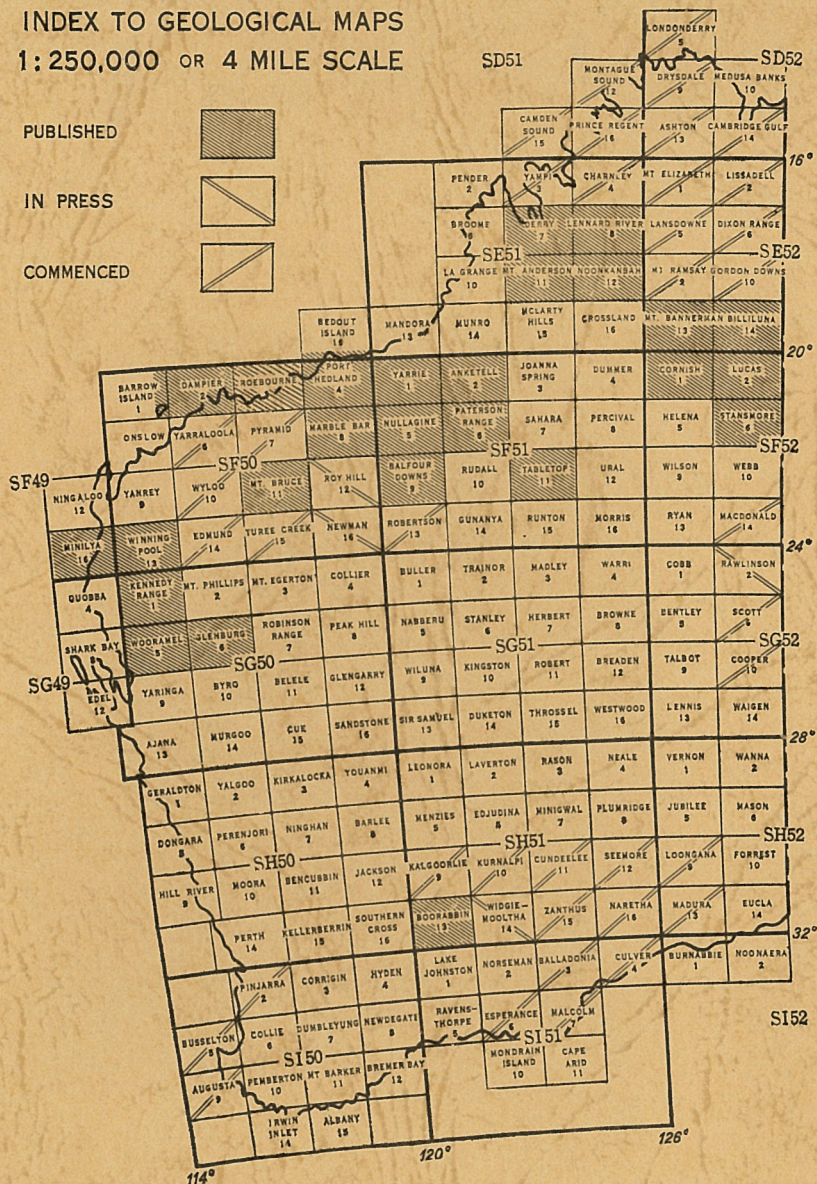 INDEX TO GEOLOGICAL MAPS
1:250,000 OR 4 MILE SCALE
PUBLISHED
IN PRESS
COMMENCED
SD51
SD52
LONDONDERRY 5
MONTAGUE SOUND 12
DRYSDALE 9
MEDUSA BANKS 10
CAMDEN SOUND 15
PRINCE REGENT 16
ASHTON 13
CAMBRIDGE GULF 14
16°
PENDER 2
YAMPI 3
CHARNLEY 4
MT ELIZABETH 1
LISSADELL 2
BROOME 6
DERBY 7
LENNARD RIVER 8
LANSDOWNE 5
DIXON RANGE 6
SE51
SE52
LA GRANGE 10
MT ANDERSON 11
NOONKANBAH 12
MT RAMSAY 9
GORDON DOWNS 10
BEDOUT ISLAND 16
MANDORA 13
MUNRO 14
MCLARTY HILLS 15
CROSSLAND 16
MT. BANNERMAN 13
BILLILUNA 14
20°
BARROW ISLAND 1
DAMPIER 2
ROEBOURNE
PORT HEDLAND 4
YARRIE 1
ANKETELL 2
JOANNA SPRING 3
DUMMER 4
CORNISH 1
LUCAS 2
ONSLOW
YARRALOOLA 6
PYRAMID 7
MARBLE BAR 8
NULLAGINE 5
PATERSON RANGE 6
SAHARA 7
PERCIVAL 8
HELENA 5
STANSMORE 6
SF49
SF50
SF51
SF52
NINGALOO 12
YANREY 9
WYLOO 10
MT. BRUCE 11
ROY HILL 12
BALFOUR DOWNS 9
RUDALL 10
TABLETOP 11
URAL 12
WILSON 9
WEBB 10
MINILYA 16
WINNING POOL 13
EDMUND 14
TUREE CREEK 15
NEWMAN 16
ROBERTSON 13
GUNANYA 14
RUNTON 15
MORRIS 16
RYAN 13
MACDONALD 14
24°
QUOBBA 4
KENNEDY RANGE 1
MT. PHILLIPS 2
MT. EGERTON 3
COLLIER 4
BULLER 1
TRAINOR 2
MADLEY 3
WARRI 4
COBB 1
RAWLINSON 2
SHARK BAY 8
WOORAMEL 5
GLENBURG 6
ROBINSON RANGE 7
PEAK HILL 8
NABBERU 5
STANLEY 6
HERBERT 7
BROWNE 8
BENTLEY 5
SCOTT 6
SG49
SG50
SG51
SG52
EDEL 12
YARINGA 9
BYRO 10
BELELE 11
GLENGARRY 12
WILUNA 9
KINGSTON 10
ROBERT 11
BREADEN 12
TALBOT 9
COOPER 10
AJANA 13
MURGOO 14
CUE 15
SANDSTONE 16
SIR SAMUEL 13
DUKETON 14
THROSSEL 15
WESTWOOD 16
LENNIS 13
WAIGEN 14
28°
GERALDTON 1
YALGOO 2
KIRKALOCKA 3
YOUANMI 4
LEONORA 1
LAVERTON 2
RASON 3
NEALE 4
VERNON 1
WANNA 2
DONGARA 5
PERENJORI 6
NINGHAN 7
BARLEE 8
MENZIES 5
EDJUDINA 6
MINIGWAL 7
PLUMRIDGE 8
JUBILEE 5
MASON 6
SH50
SH51
SH52
HILL RIVER 9
MOORA 10
BENCUBBIN 11
JACKSON 12
KALGOORLIE 9
KURNALPI 10
CUNDEELEE 11
SEEMORE 12
LOONGANA 9
FORREST 10
PERTH 14
KELLERBERRIN 15
SOUTHERN CROSS 16
BOORABBIN 13
WIDGIE-MOOLTHA 14
ZANTHUS 15
NARETHA 16
MADURA 13
EUCLA 14
32°
PINJARRA 2
CORRIGIN 3
HYDEN 4
LAKE JOHNSTON 1
NORSEMAN 2
BALLADONIA 3
CULVER 4
BURNABBIE 1
NOONAERA 2
BUSSELTON 5
COLLIE 6
DUMBLEYUNG 7
NEWDEGATE 8
RAVENS-THORPE 5
ESPERANCE 6
MALCOLM 7
SI50
SI51
SI52
AUGUSTA 9
PEMBERTON 10
MT BARKER 11
BREMER BAY 12
MONDRAIN ISLAND 10
CAPE ARID 11
IRWIN INLET 14
ALBANY 15
114°
120°
126°